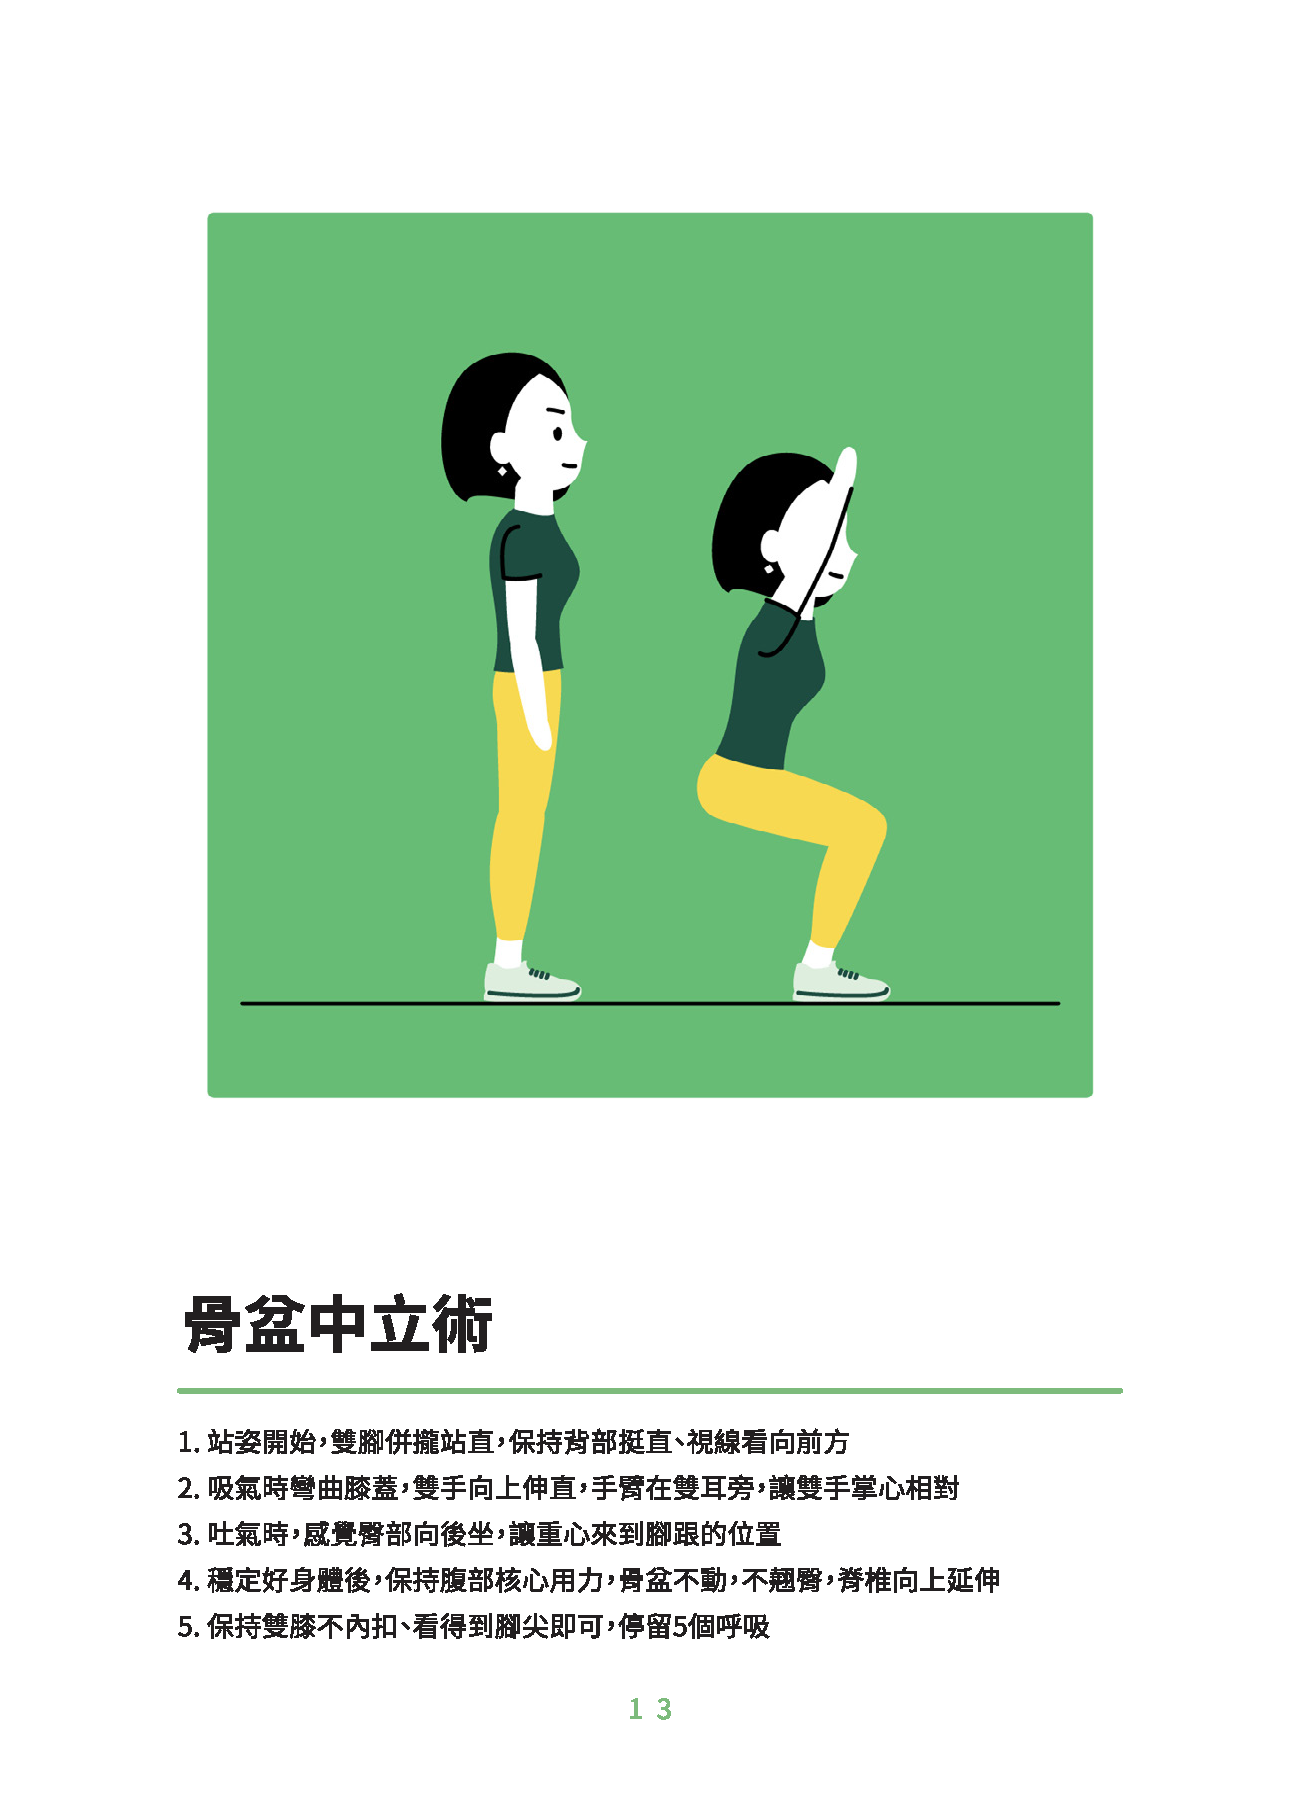 骨盆中立術
1. 站姿開始，雙腳併攏站直，保持背部挺直、視線看向前方
2. 吸氣時彎曲膝蓋，雙手向上伸直，手臂在雙耳旁，讓雙手掌心相對
3. 吐氣時，感覺臀部向後坐，讓重心來到腳跟的位置
4. 穩定好身體後，保持腹部核心用力，骨盆不動，不翹臀，脊椎向上延伸
5. 保持雙膝不內扣、看得到腳尖即可，停留5個呼吸
13